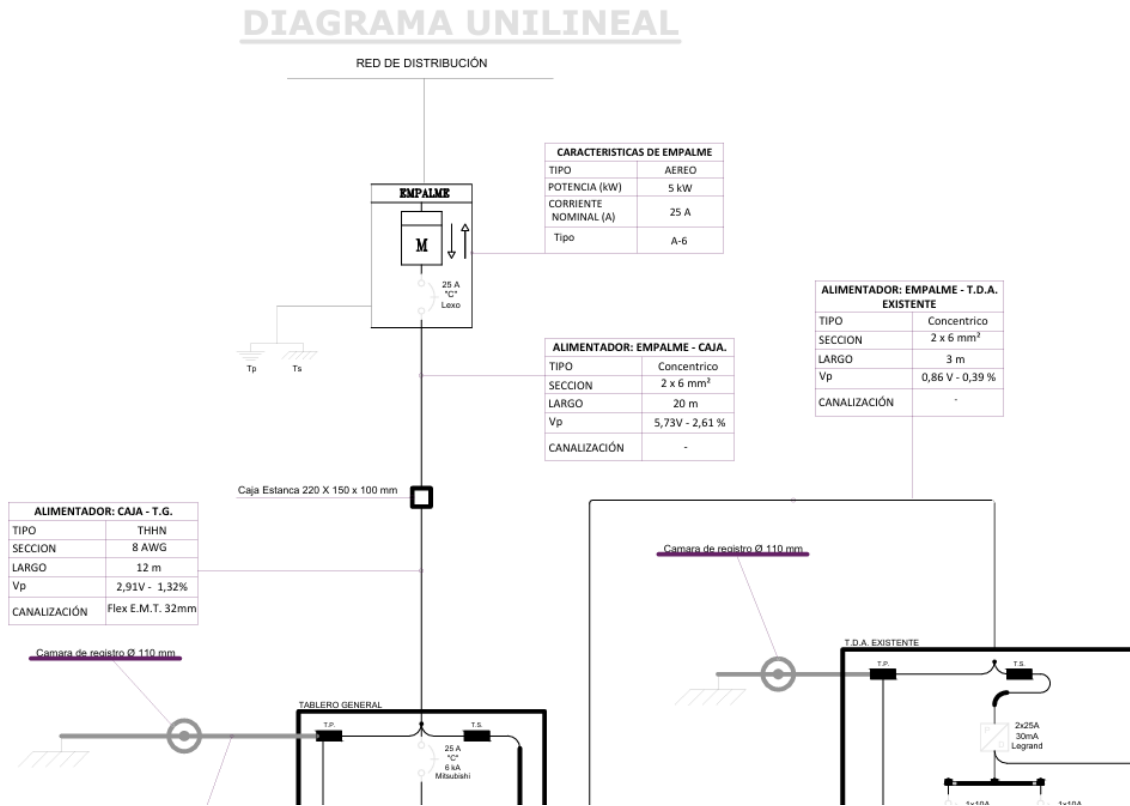 DIAGRAMA UNILINEAL
RED DE DISTRIBUCIÓN
CARACTERISTICAS DE EMPALME
TIPO AEREO
POTENCIA (kW) 5 kW
CORRIENTE
NOMINAL (A) 25 A
Tipo A-6
EMPALME
M
25 A
"C"
Lexo
Tp Ts
ALIMENTADOR: EMPALME - T.D.A.
EXISTENTE
TIPO Concentrico
SECCION 2 x 6 mm²
LARGO 3 m
Vp 0,86 V - 0,39 %
CANALIZACIÓN -
ALIMENTADOR: EMPALME - CAJA.
TIPO Concentrico
SECCION 2 x 6 mm²
LARGO 20 m
Vp 5,73V - 2,61 %
CANALIZACIÓN -
Caja Estanca 220 X 150 x 100 mm
ALIMENTADOR: CAJA - T.G.
TIPO THHN
SECCION 8 AWG
LARGO 12 m
Vp 2,91V - 1,32%
CANALIZACIÓN Flex E.M.T. 32mm
Camara de registro Ø 110 mm
Camara de registro Ø 110 mm
T.D.A. EXISTENTE
T.P. T.S.
2x25A
30mA
Legrand
1x10A 1x10A
TABLERO GENERAL
T.P. T.S.
25 A
"C"
6 kA
Mitsubishi